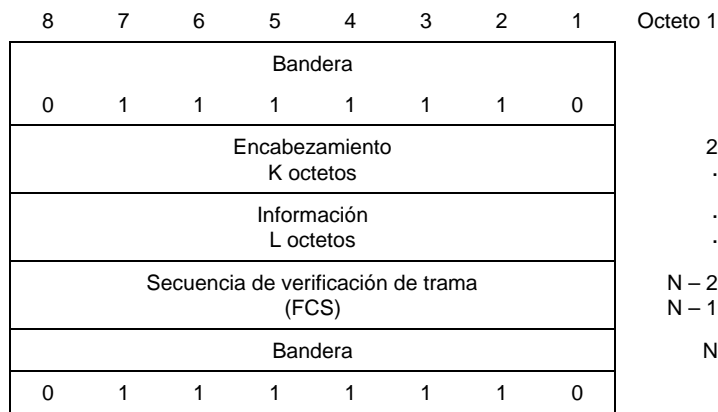 8 7 6 5 4 3 2 1 Octeto 1
Bandera
0 1 1 1 1 1 1 0
Encabezamiento 2
K octetos .
Información .
L octetos .
Secuencia de verificación de trama N – 2
(FCS) N – 1
Bandera N
0 1 1 1 1 1 1 0